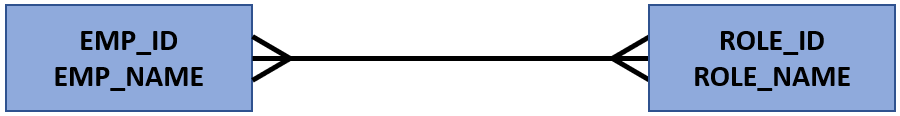 EMP_ID
EMP_NAME
ROLE_ID
ROLE_NAME